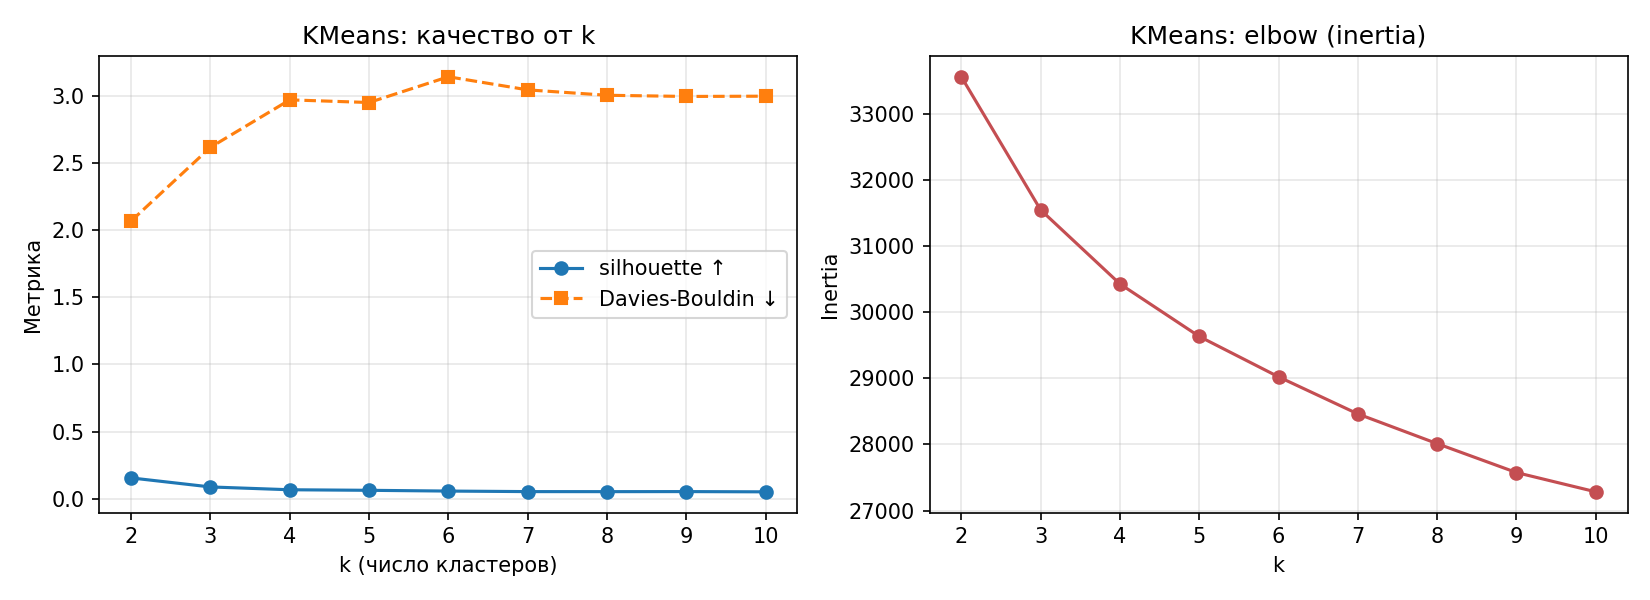 KMeans: качество от k
Метрика
3.0
2.5
2.0
1.5
1.0
0.5
0.0
silhouette ↑
Davies-Bouldin ↓
2 3 4 5 6 7 8 9 10
k (число кластеров)
KMeans: elbow (inertia)
Inertia
33000
32000
31000
30000
29000
28000
27000
2 3 4 5 6 7 8 9 10
k